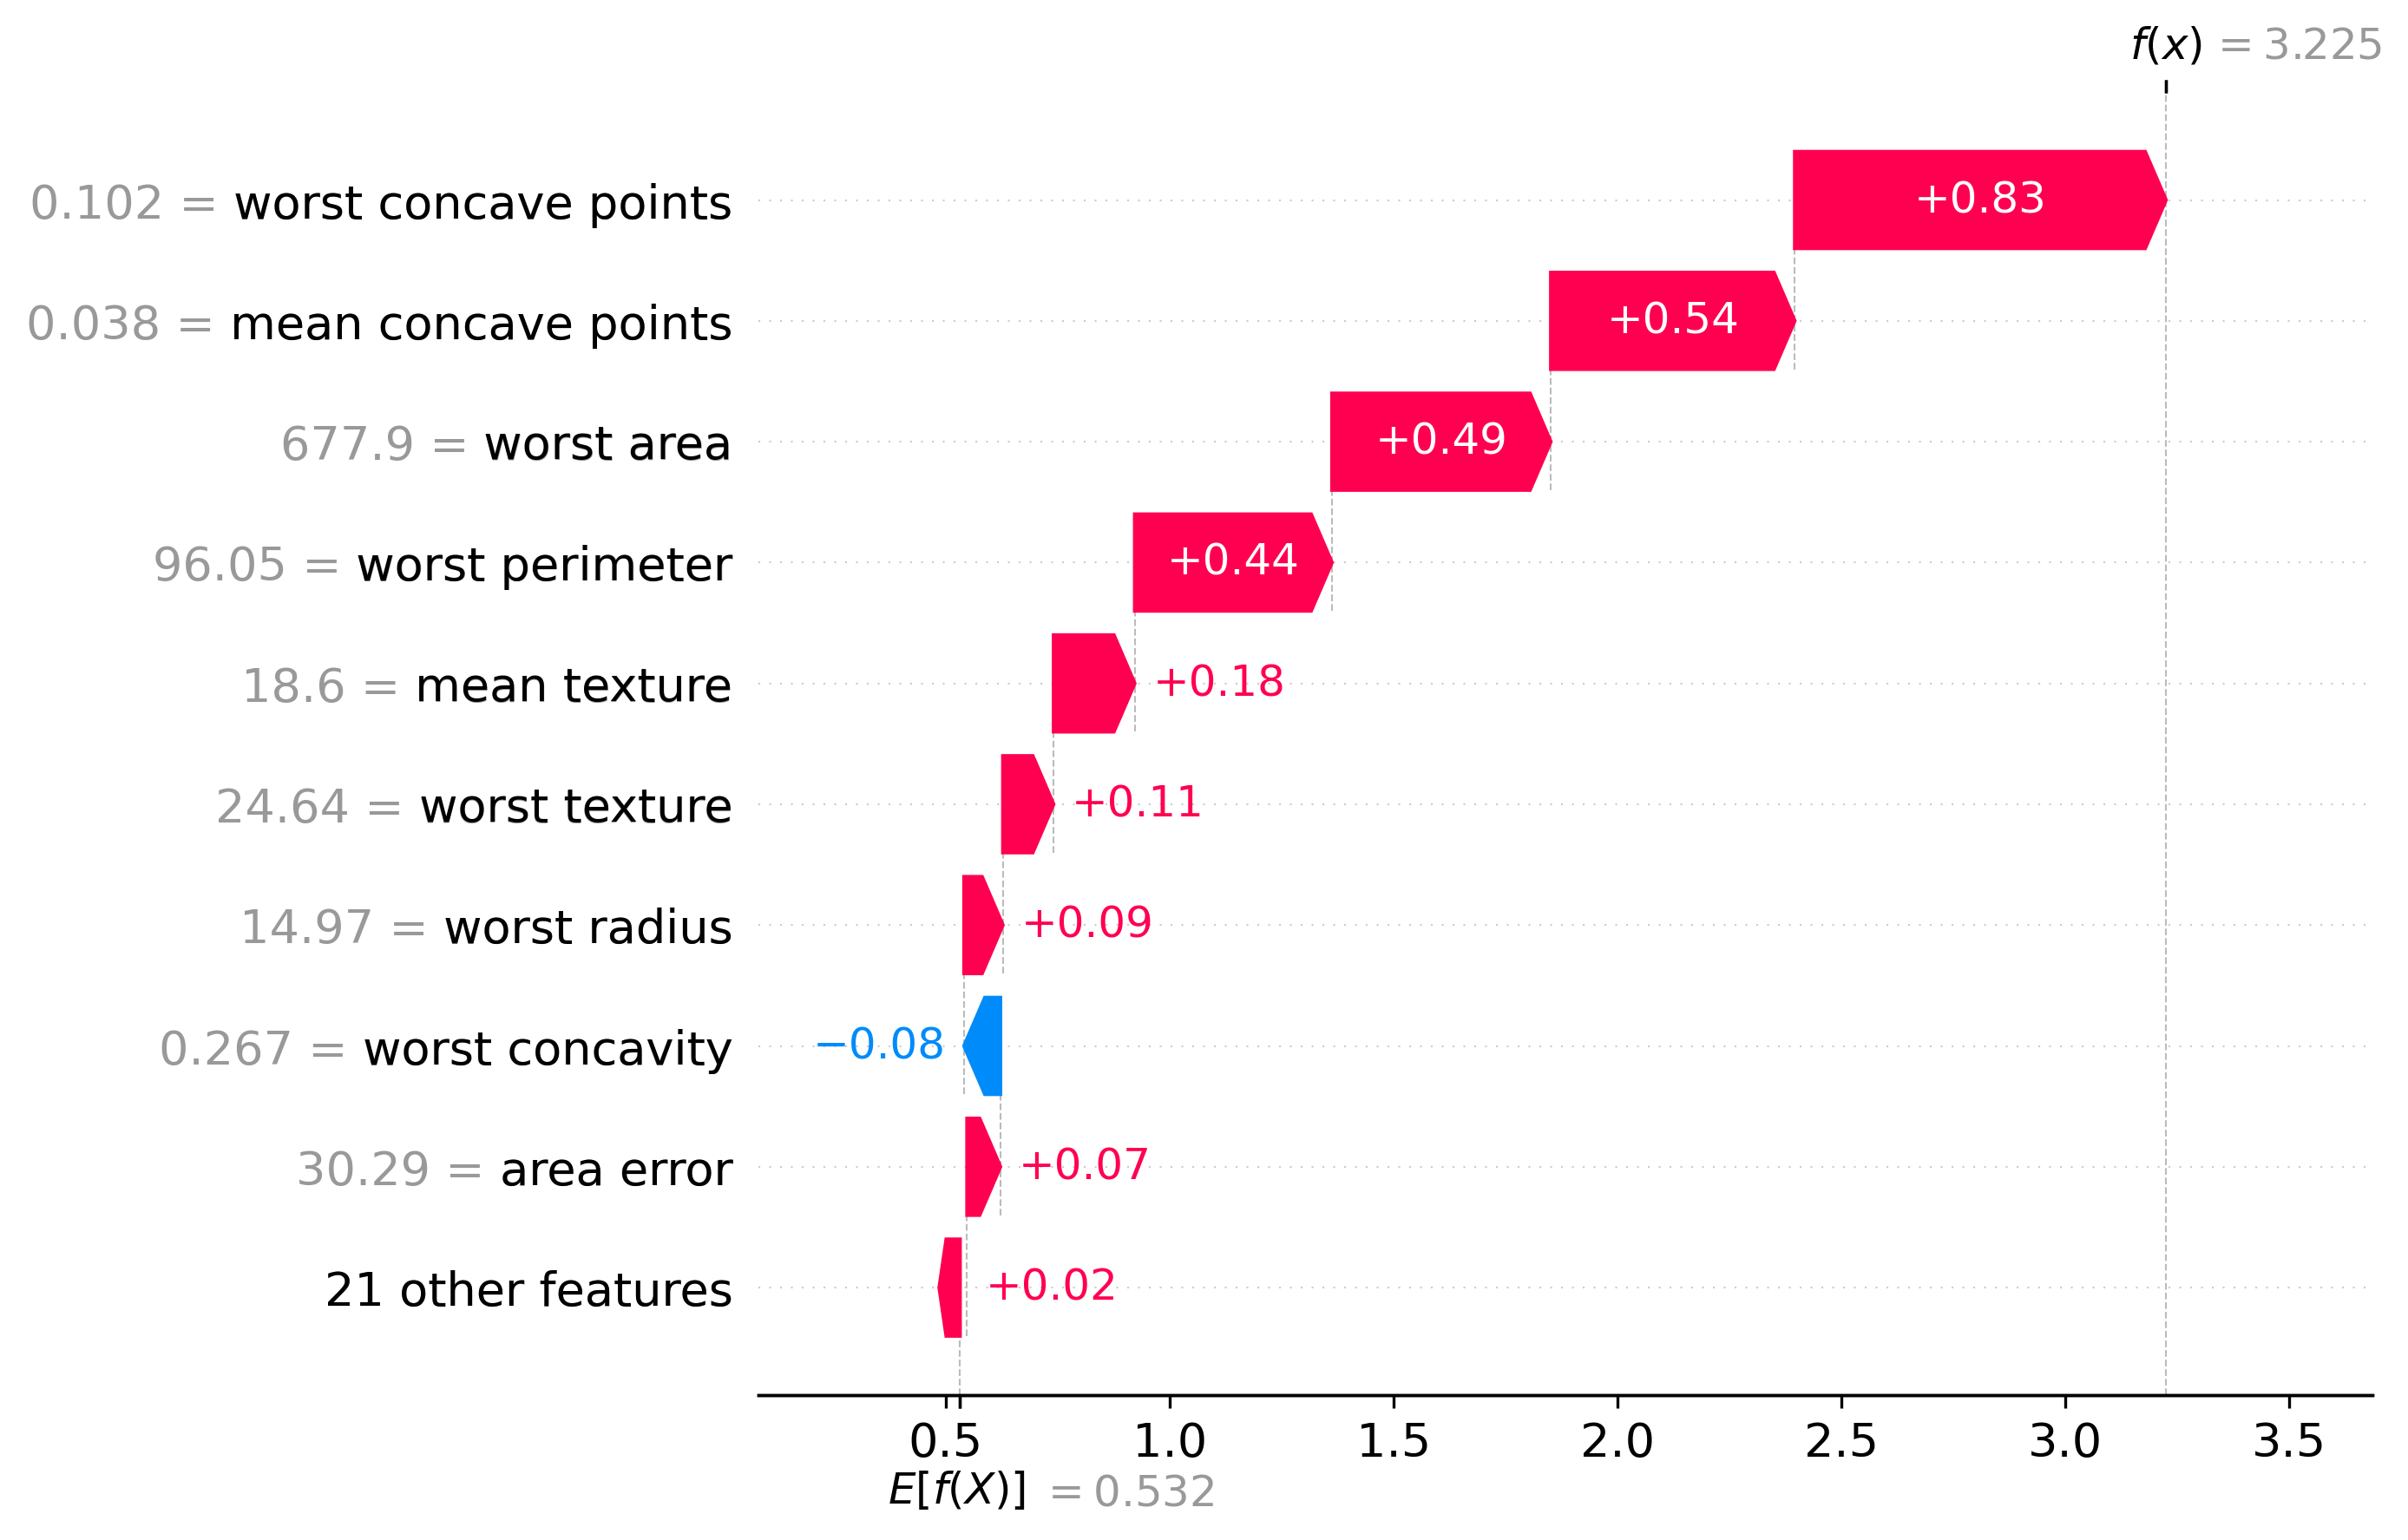 f(x) = 3.225
0.102 = worst concave points +0.83
0.038 = mean concave points +0.54
677.9 = worst area +0.49
96.05 = worst perimeter +0.44
18.6 = mean texture +0.18
24.64 = worst texture +0.11
14.97 = worst radius +0.09
0.267 = worst concavity −0.08
30.29 = area error +0.07
21 other features +0.02
0.5 1.0 1.5 2.0 2.5 3.0 3.5
E[f(X)] = 0.532